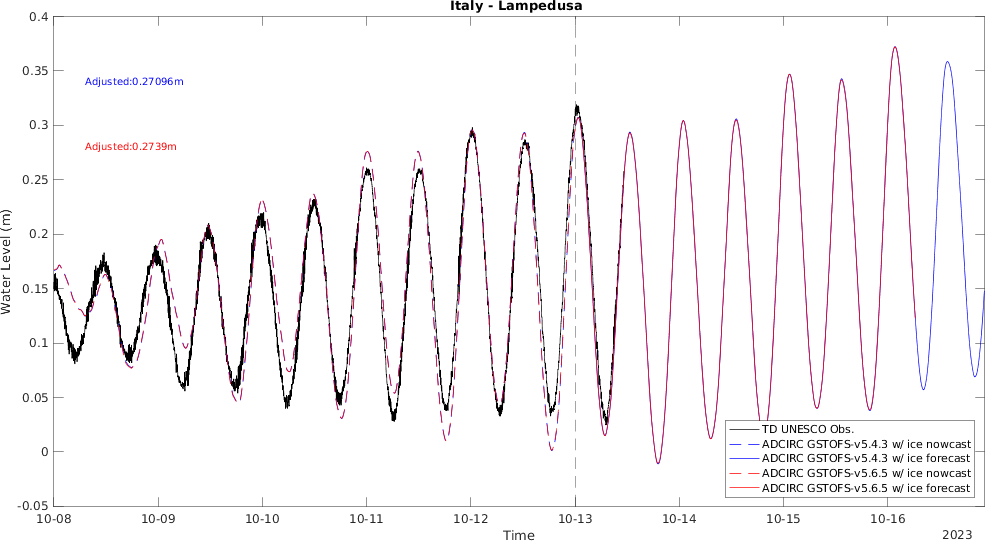 Italy - Lampedusa
0.4
0.35
0.3
0.25
0.2
0.15
0.1
0.05
0
-0.05
Water Level (m)
Adjusted:0.27096m
Adjusted:0.2739m
TD UNESCO Obs.
ADCIRC GSTOFS-v5.4.3 w/ ice nowcast
ADCIRC GSTOFS-v5.4.3 w/ ice forecast
ADCIRC GSTOFS-v5.6.5 w/ ice nowcast
ADCIRC GSTOFS-v5.6.5 w/ ice forecast
10-08 10-09 10-10 10-11 10-12 10-13 10-14 10-15 10-16
Time
2023